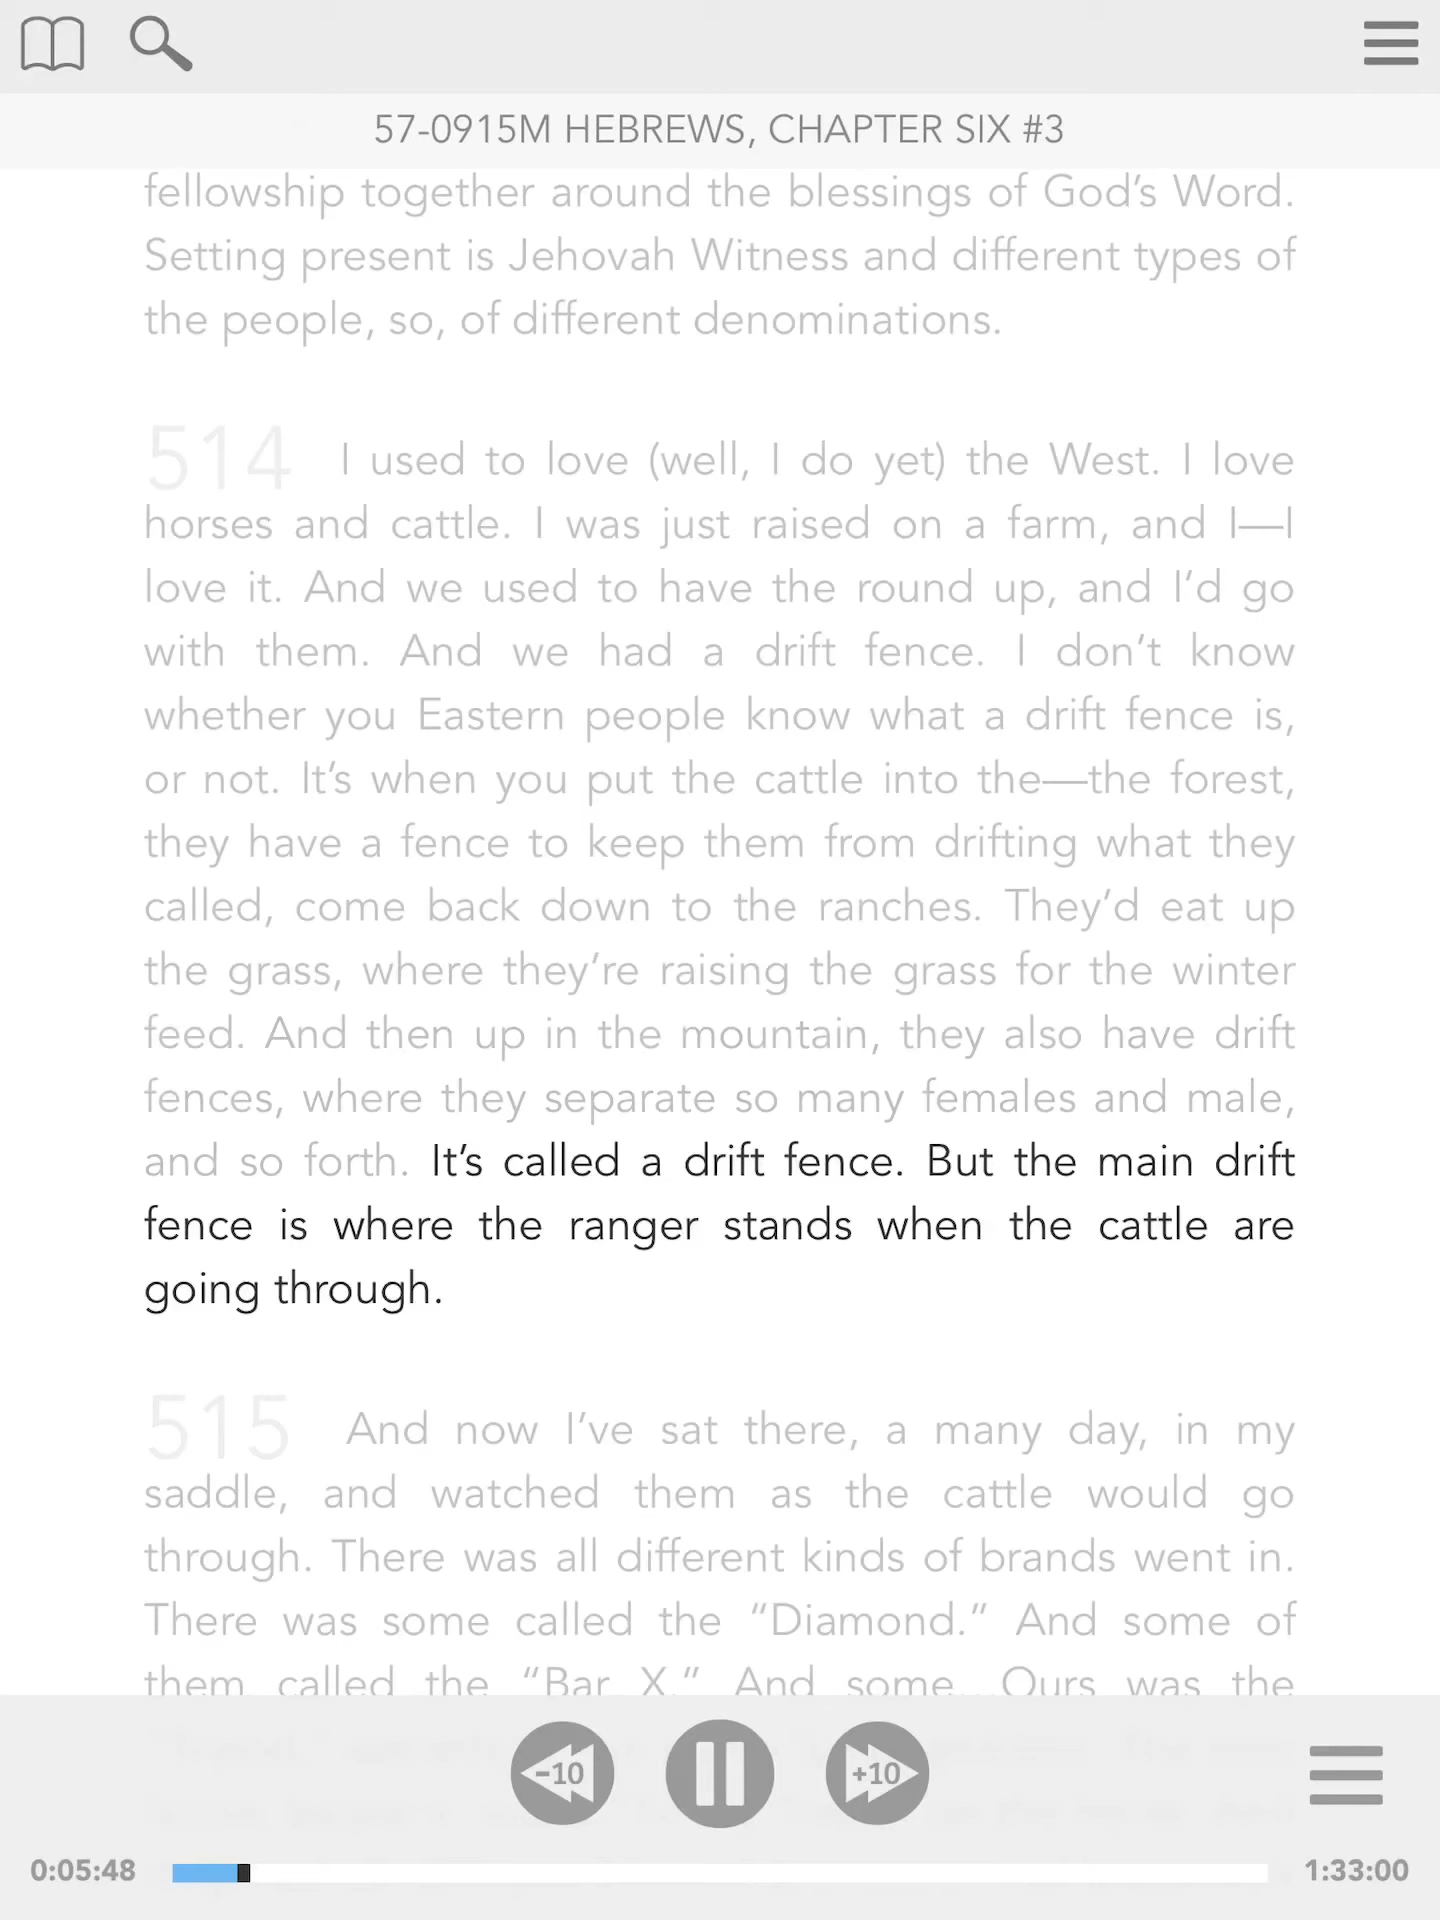 57-0915M HEBREWS, CHAPTER SIX #3
fellowship together around the blessings of God’s Word.
Setting present is Jehovah Witness and different types of
the people, so, of different denominations.
514 I used to love (well, I do yet) the West. I love
horses and cattle. I was just raised on a farm, and I—I
love it. And we used to have the round up, and I’d go
with them. And we had a drift fence. I don’t know
whether you Eastern people know what a drift fence is,
or not. It’s when you put the cattle into the—the forest,
they have a fence to keep them from drifting what they
called, come back down to the ranches. They’d eat up
the grass, where they’re raising the grass for the winter
feed. And then up in the mountain, they also have drift
fences, where they separate so many females and male,
and so forth. It’s called a drift fence. But the main drift
fence is where the ranger stands when the cattle are
going through.
515 And now I’ve sat there, a many day, in my
saddle, and watched them as the cattle would go
through. There was all different kinds of brands went in.
There was some called the “Diamond.” And some of
them called the “Bar X.” And some...Ours was the
-10 +10
0:05:48 1:33:00